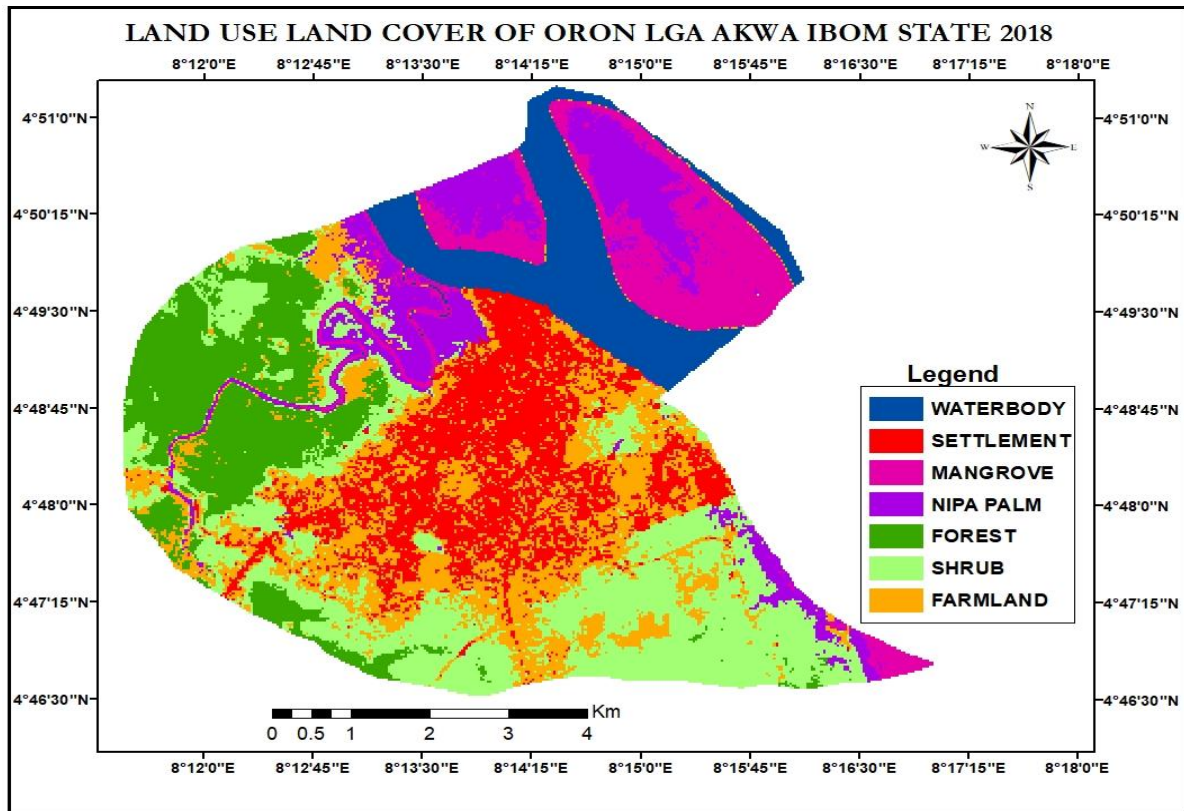 LAND USE LAND COVER OF ORON LGA AKWA IBOM STATE 2018
8°12'0"E 8°12'45"E 8°13'30"E 8°14'15"E 8°15'0"E 8°15'45"E 8°16'30"E 8°17'15"E 8°18'0"E
4°51'0"N 4°51'0"N
N
W E
S
4°50'15"N 4°50'15"N
4°49'30"N 4°49'30"N
Legend
WATERBODY
4°48'45"N 4°48'45"N
SETTLEMENT
MANGROVE
NIPA PALM
4°48'0"N 4°48'0"N
FOREST
SHRUB
FARMLAND
4°47'15"N 4°47'15"N
4°46'30"N 4°46'30"N
Km
0 0.5 1 2 3 4
8°12'0"E 8°12'45"E 8°13'30"E 8°14'15"E 8°15'0"E 8°15'45"E 8°16'30"E 8°17'15"E 8°18'0"E